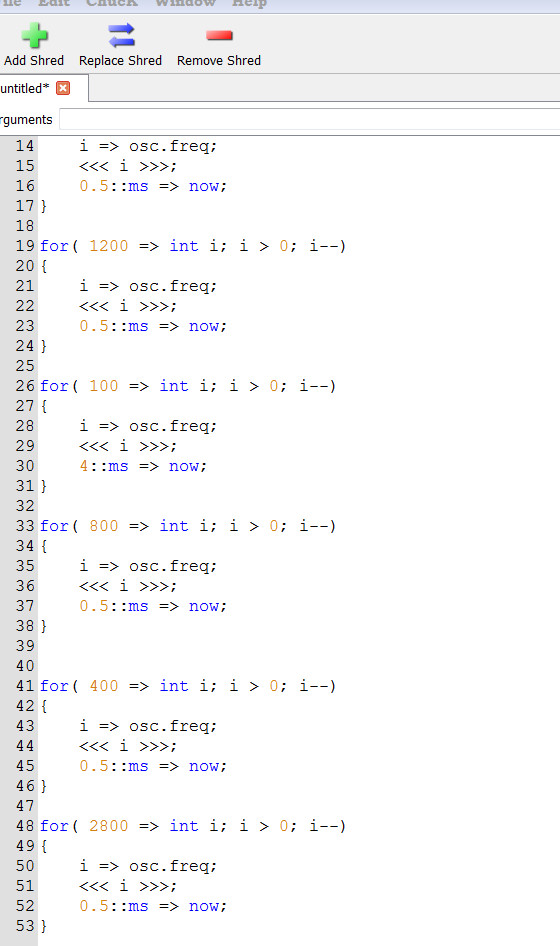 File Edit ChucK Window Help
Add Shred Replace Shred Remove Shred
untitled*
rguments
14 i => osc.freq;
15 <<< i >>>;
16 0.5::ms => now;
17 }
18
19 for( 1200 => int i; i > 0; i--)
20 {
21 i => osc.freq;
22 <<< i >>>;
23 0.5::ms => now;
24 }
25
26 for( 100 => int i; i > 0; i--)
27 {
28 i => osc.freq;
29 <<< i >>>;
30 4::ms => now;
31 }
32
33 for( 800 => int i; i > 0; i--)
34 {
35 i => osc.freq;
36 <<< i >>>;
37 0.5::ms => now;
38 }
39
40
41 for( 400 => int i; i > 0; i--)
42 {
43 i => osc.freq;
44 <<< i >>>;
45 0.5::ms => now;
46 }
47
48 for( 2800 => int i; i > 0; i--)
49 {
50 i => osc.freq;
51 <<< i >>>;
52 0.5::ms => now;
53 }